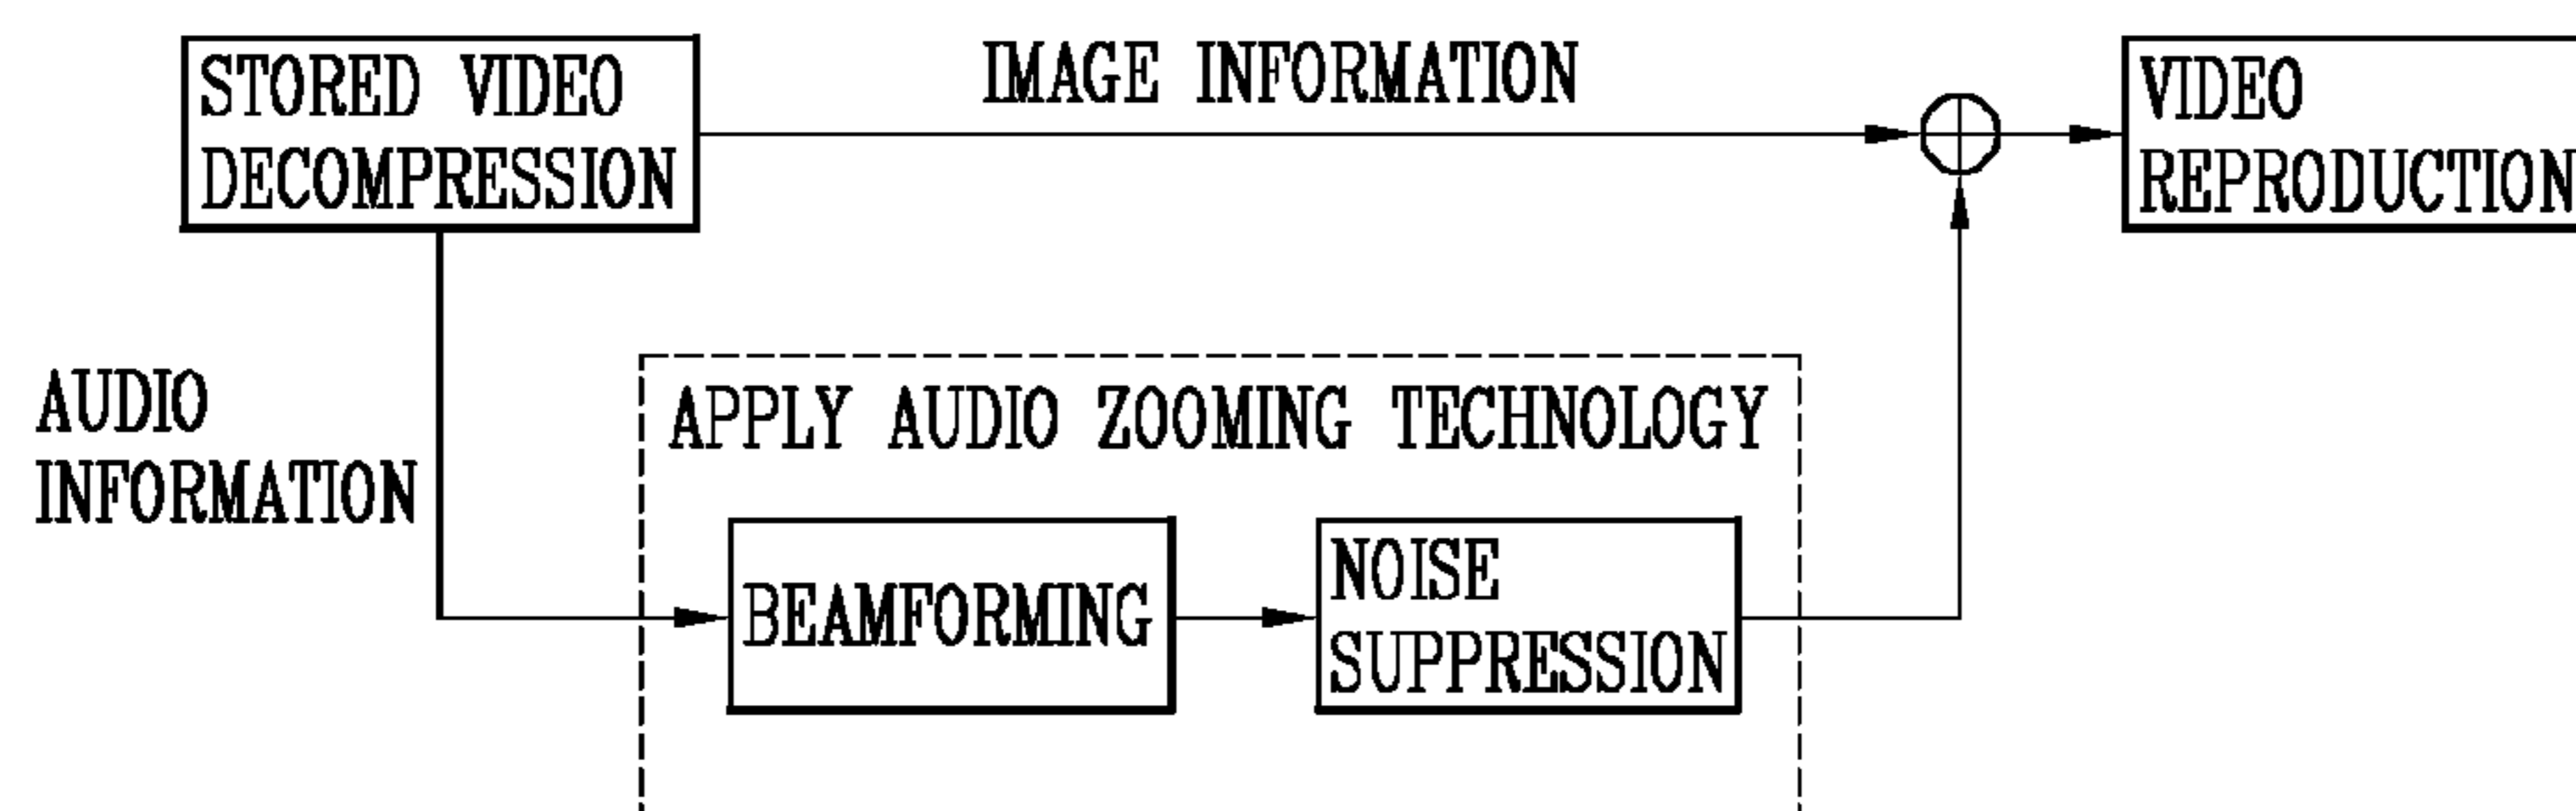 STORED VIDEO
DECOMPRESSION
IMAGE INFORMATION
VIDEO
REPRODUCTION
AUDIO
INFORMATION
APPLY AUDIO ZOOMING TECHNOLOGY
BEAMFORMING
NOISE
SUPPRESSION